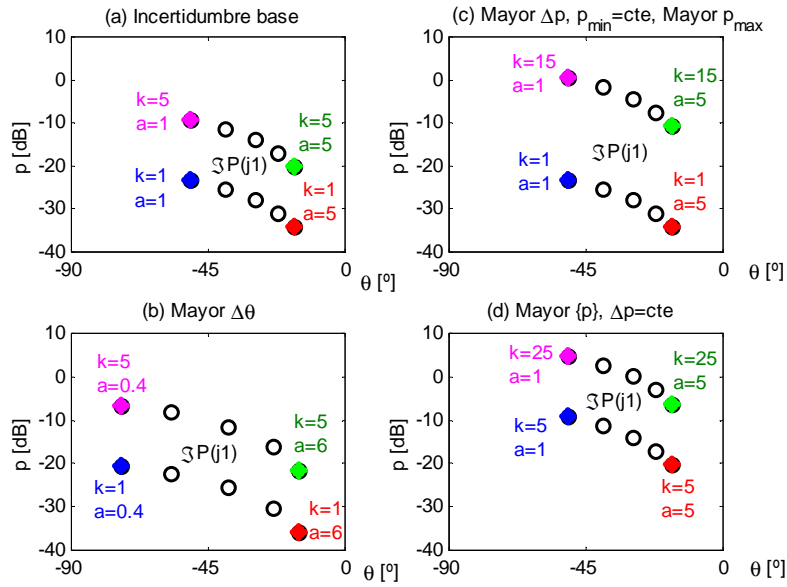 (a) Incertidumbre base
10
0
-10
-20
-30
-40
p [dB]
k=5
a=1
k=5
a=5
ℑP(j1)
k=1
a=1
k=1
a=5
-90
-45
0
θ [º]
(c) Mayor Δp, p_min=cte, Mayor p_max
10
0
-10
-20
-30
-40
p [dB]
k=15
a=1
k=15
a=5
ℑP(j1)
k=1
a=1
k=1
a=5
-90
-45
0
θ [º]
(b) Mayor Δθ
10
0
-10
-20
-30
-40
p [dB]
k=5
a=0.4
k=5
a=6
ℑP(j1)
k=1
a=0.4
k=1
a=6
-90
-45
0
θ [º]
(d) Mayor {p}, Δp=cte
10
0
-10
-20
-30
-40
p [dB]
k=25
a=1
k=25
a=5
ℑP(j1)
k=5
a=1
k=5
a=5
-90
-45
0
θ [º]